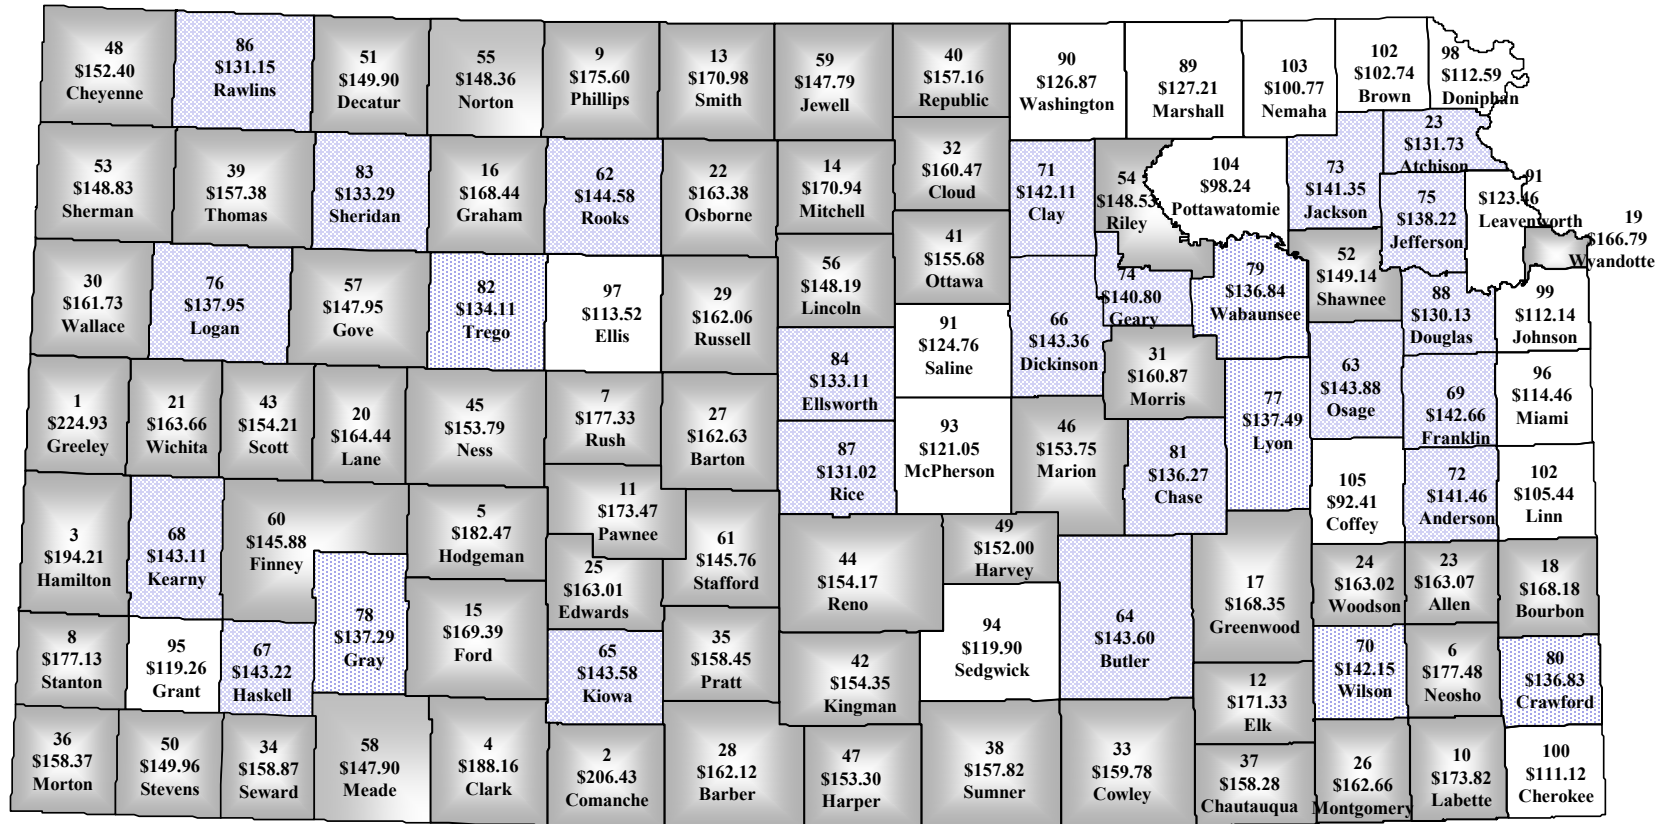 48
$152.40
Cheyenne
86
$131.15
Rawlins
51
$149.90
Decatur
55
$148.36
Norton
9
$175.60
Phillips
13
$170.98
Smith
59
$147.79
Jewell
40
$157.16
Republic
90
$126.87
Washington
89
$127.21
Marshall
103
$100.77
Nemaha
102
$102.74
Brown
98
$112.59
Doniphan
53
$148.83
Sherman
39
$157.38
Thomas
83
$133.29
Sheridan
16
$168.44
Graham
62
$144.58
Rooks
22
$163.38
Osborne
14
$170.94
Mitchell
32
$160.47
Cloud
71
$142.11
Clay
54
$148.53
Riley
104
$98.24
Pottawatomie
73
$141.35
Jackson
23
$131.73
Atchison
75
$138.22
Jefferson
91
$123.46
Leavenworth
19
$166.79
Wyandotte
30
$161.73
Wallace
76
$137.95
Logan
57
$147.95
Gove
82
$134.11
Trego
97
$113.52
Ellis
29
$162.06
Russell
56
$148.19
Lincoln
41
$155.68
Ottawa
91
$124.76
Saline
66
$143.36
Dickinson
74
$140.80
Geary
79
$136.84
Wabaunsee
52
$149.14
Shawnee
88
$130.13
Douglas
99
$112.14
Johnson
1
$224.93
Greeley
21
$163.66
Wichita
43
$154.21
Scott
20
$164.44
Lane
45
$153.79
Ness
7
$177.33
Rush
27
$162.63
Barton
84
$133.11
Ellsworth
87
$131.02
Rice
93
$121.05
McPherson
46
$153.75
Marion
31
$160.87
Morris
81
$136.27
Chase
77
$137.49
Lyon
63
$143.88
Osage
69
$142.66
Franklin
96
$114.46
Miami
3
$194.21
Hamilton
68
$143.11
Kearny
60
$145.88
Finney
5
$182.47
Hodgeman
11
$173.47
Pawnee
61
$145.76
Stafford
44
$154.17
Reno
49
$152.00
Harvey
105
$92.41
Coffey
72
$141.46
Anderson
102
$105.44
Linn
8
$177.13
Stanton
95
$119.26
Grant
67
$143.22
Haskell
78
$137.29
Gray
15
$169.39
Ford
25
$163.01
Edwards
65
$143.58
Kiowa
35
$158.45
Pratt
42
$154.35
Kingman
94
$119.90
Sedgwick
64
$143.60
Butler
17
$168.35
Greenwood
24
$163.02
Woodson
23
$163.07
Allen
18
$168.18
Bourbon
70
$142.15
Wilson
6
$177.48
Neosho
80
$136.83
Crawford
36
$158.37
Morton
50
$149.96
Stevens
34
$158.87
Seward
58
$147.90
Meade
4
$188.16
Clark
2
$206.43
Comanche
28
$162.12
Barber
47
$153.30
Harper
38
$157.82
Sumner
33
$159.78
Cowley
12
$171.33
Elk
37
$158.28
Chautauqua
26
$162.66
Montgomery
10
$173.82
Labette
100
$111.12
Cherokee